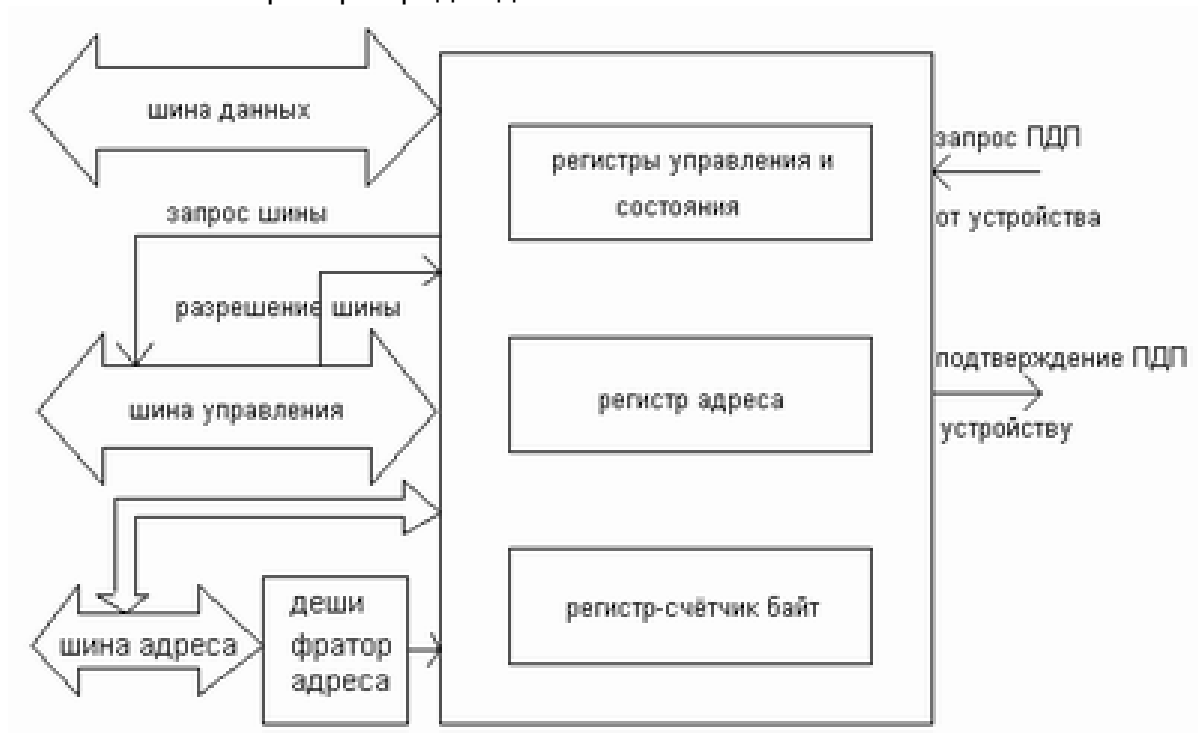 шина данных
запрос шины
разрешение шины
шина управления
шина адреса
деши
фратор
адреса
регистры управления и
состояния
регистр адреса
регистр-счётчик байт
запрос ПДП
от устройства
подтверждение ПДП
устройству